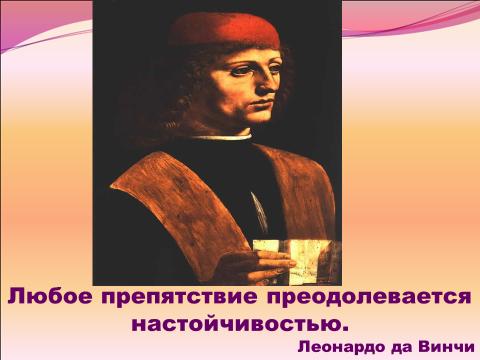 Любое препятствие преодолевается
настойчивостью.
Леонардо да Винчи